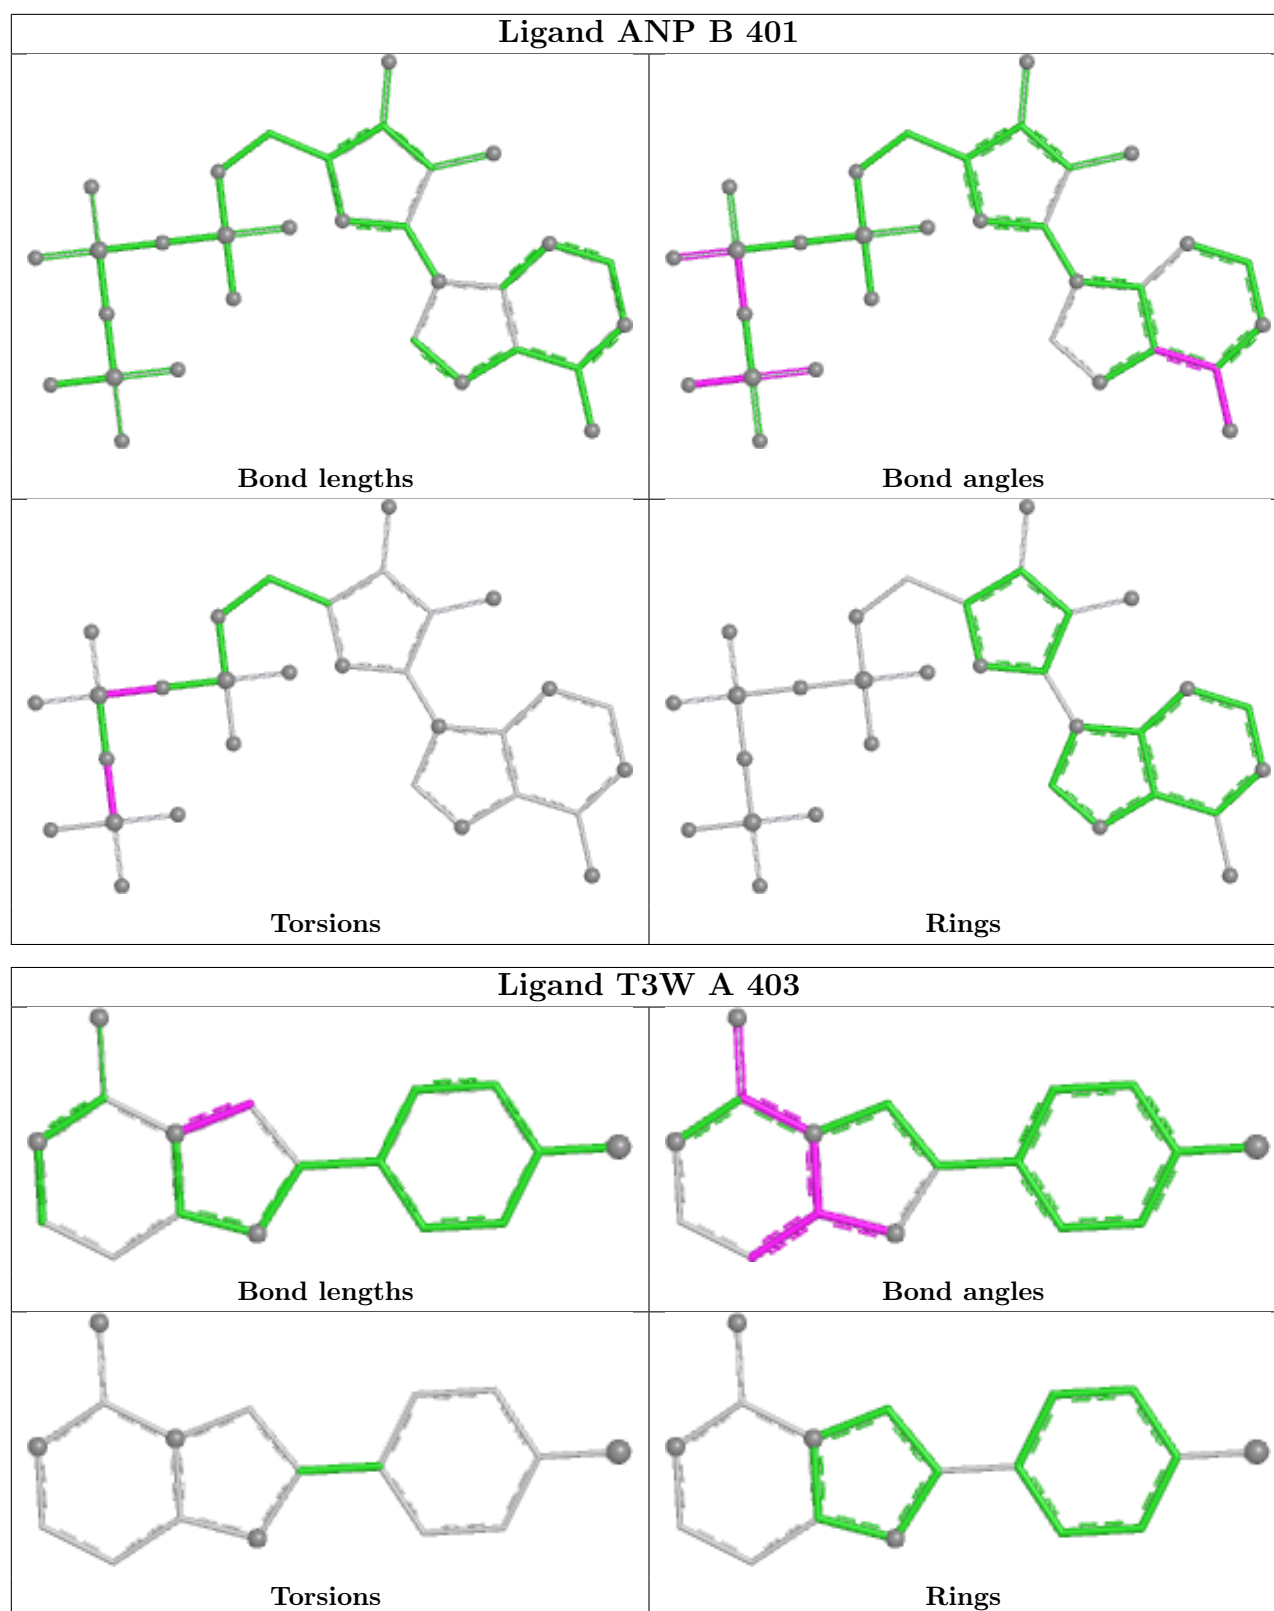 Ligand ANP B 401
Bond lengths
Bond angles
Torsions
Rings
Ligand T3W A 403
Bond lengths
Bond angles
Torsions
Rings